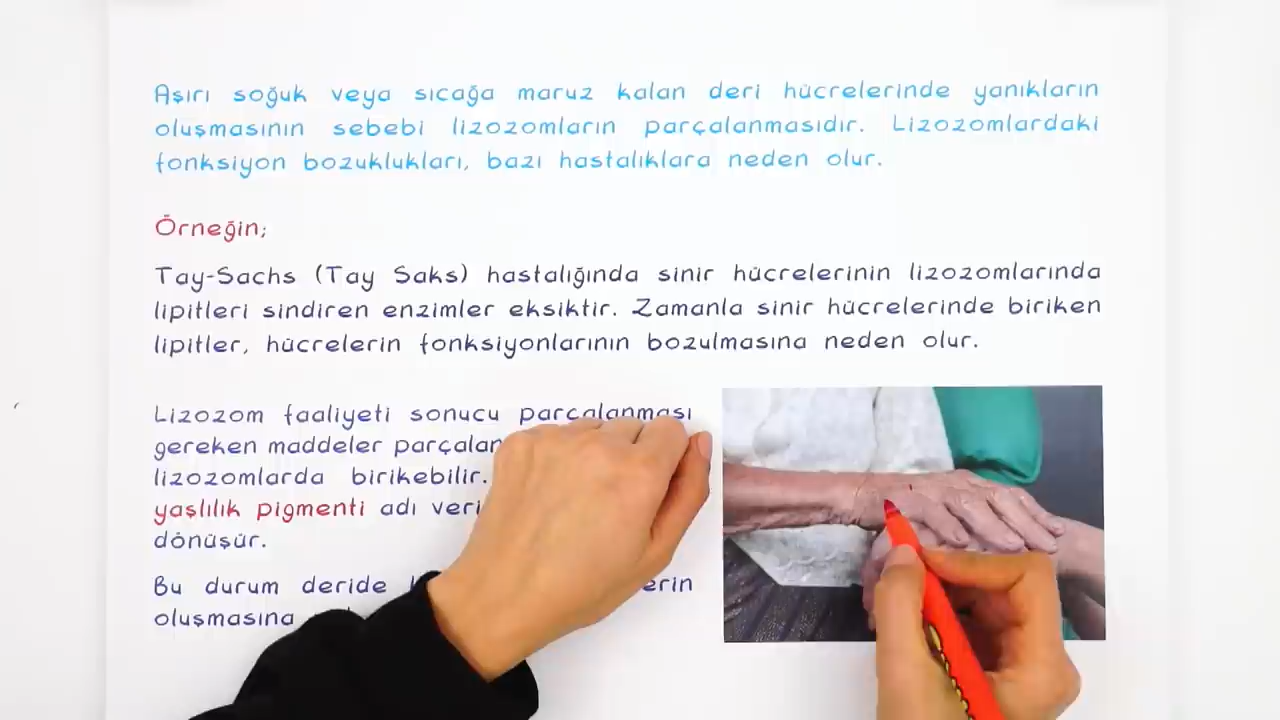 Aşırı soğuk veya sıcağa maruz kalan deri hücrelerinde yanıkların
oluşmasının sebebi lizozomların parçalanmasıdır. Lizozomlardaki
fonksiyon bozuklukları, bazı hastalıklara neden olur.
Örneğin;
Tay-Sachs (Tay Saks) hastalığında sinir hücrelerinin lizozomlarında
lipitleri sindiren enzimler eksiktir. Zamanla sinir hücrelerinde biriken
lipitler, hücrelerin fonksiyonlarının bozulmasına neden olur.
Lizozom faaliyeti sonucu parçalanması
gereken maddeler
lizozomlarda birikebilir.
yaşlılık pigmenti adı
dönüşür.
Bu durum deride
oluşmasına